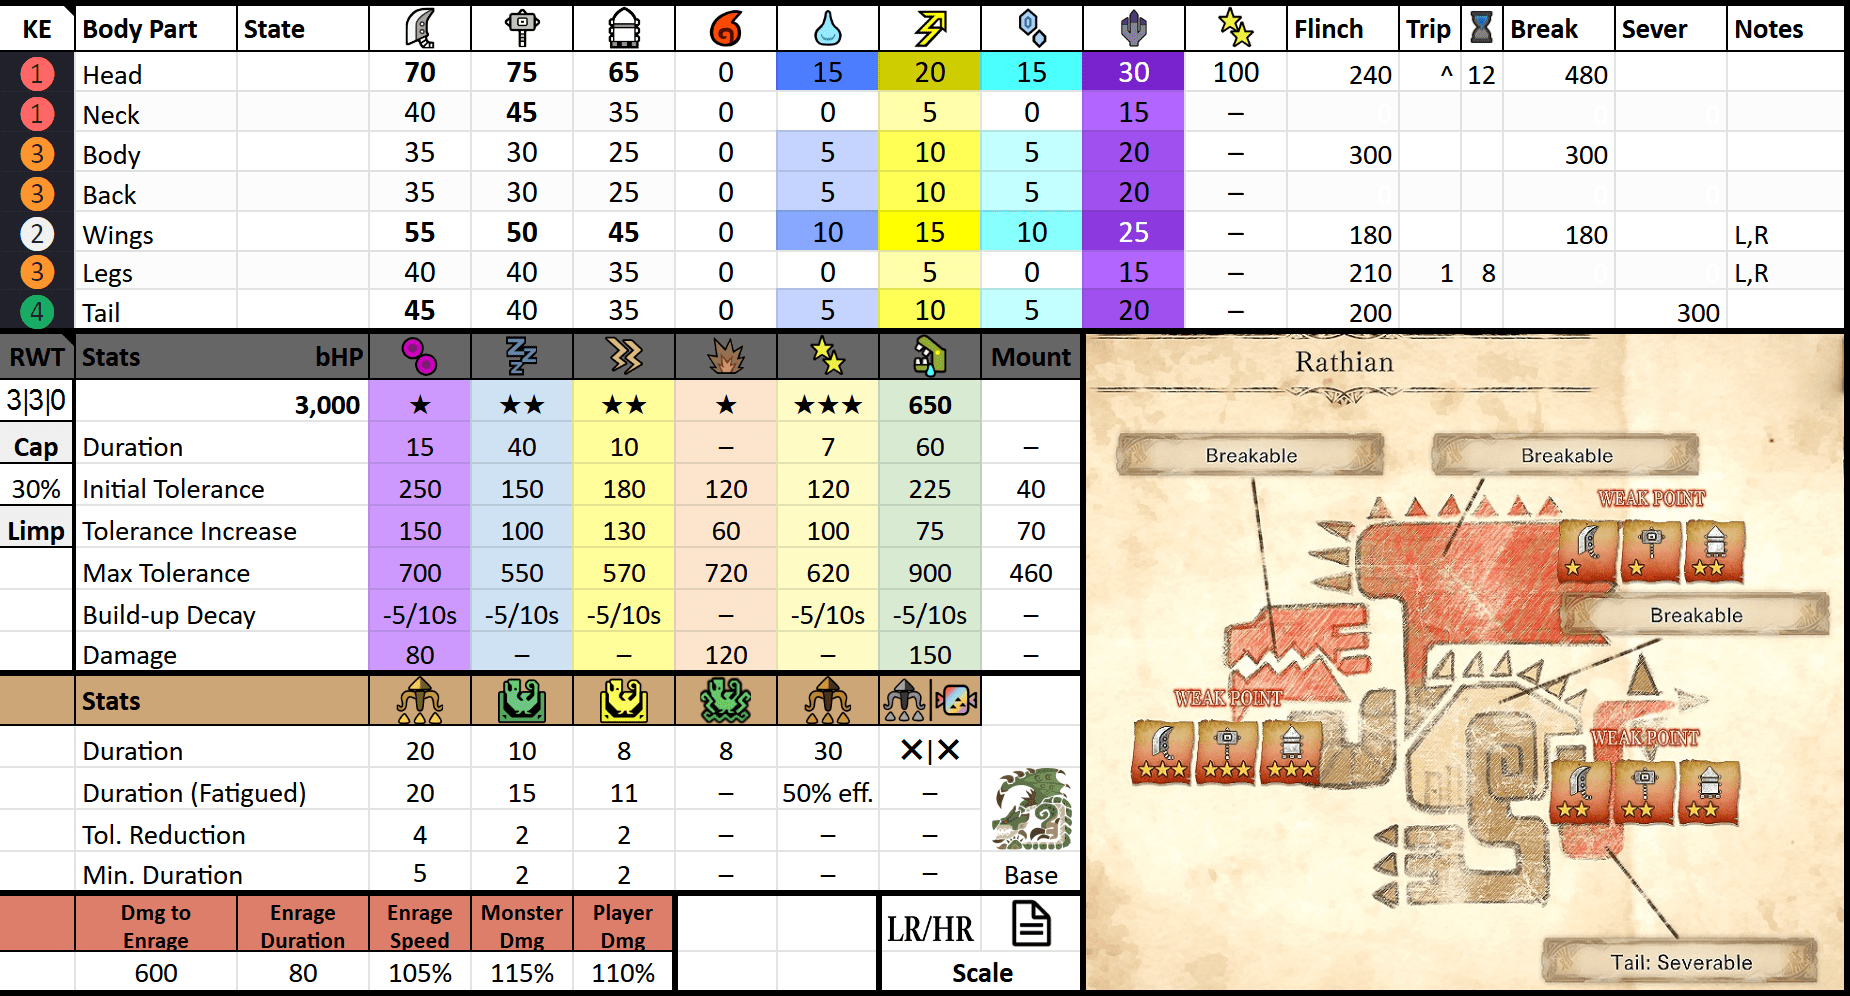 KE Body Part State Flinch Trip Break Sever Notes
1 Head 70 75 65 0 15 20 15 30 100 240 ^ 12 480
1 Neck 40 45 35 0 0 5 0 15 –
3 Body 35 30 25 0 5 10 5 20 – 300 300
3 Back 35 30 25 0 5 10 5 20 –
2 Wings 55 50 45 0 10 15 10 25 – 180 180 L,R
3 Legs 40 40 35 0 0 5 0 15 – 210 1 8 L,R
4 Tail 45 40 35 0 5 10 5 20 – 200 300
RWT Stats bHP Mount
3|3|0 3,000 ★ ★★ ★★ ★ ★★★ 650
Cap Duration 15 40 10 – 7 60 –
30% Initial Tolerance 250 150 180 120 120 225 40
Limp Tolerance Increase 150 100 130 60 100 75 70
Max Tolerance 700 550 570 720 620 900 460
Build-up Decay -5/10s -5/10s -5/10s – -5/10s -5/10s –
Damage 80 – – 120 – 150 –
Stats
Duration 20 10 8 8 30 ✕|✕
Duration (Fatigued) 20 15 11 – 50% eff. –
Tol. Reduction 4 2 2 – – –
Min. Duration 5 2 2 – – – Base
Dmg to Enrage Enrage Duration Enrage Speed Monster Dmg Player Dmg LR/HR
600 80 105% 115% 110% Scale
Rathian
Breakable Breakable
WEAK POINT
Breakable
WEAK POINT
WEAK POINT
Tail: Severable